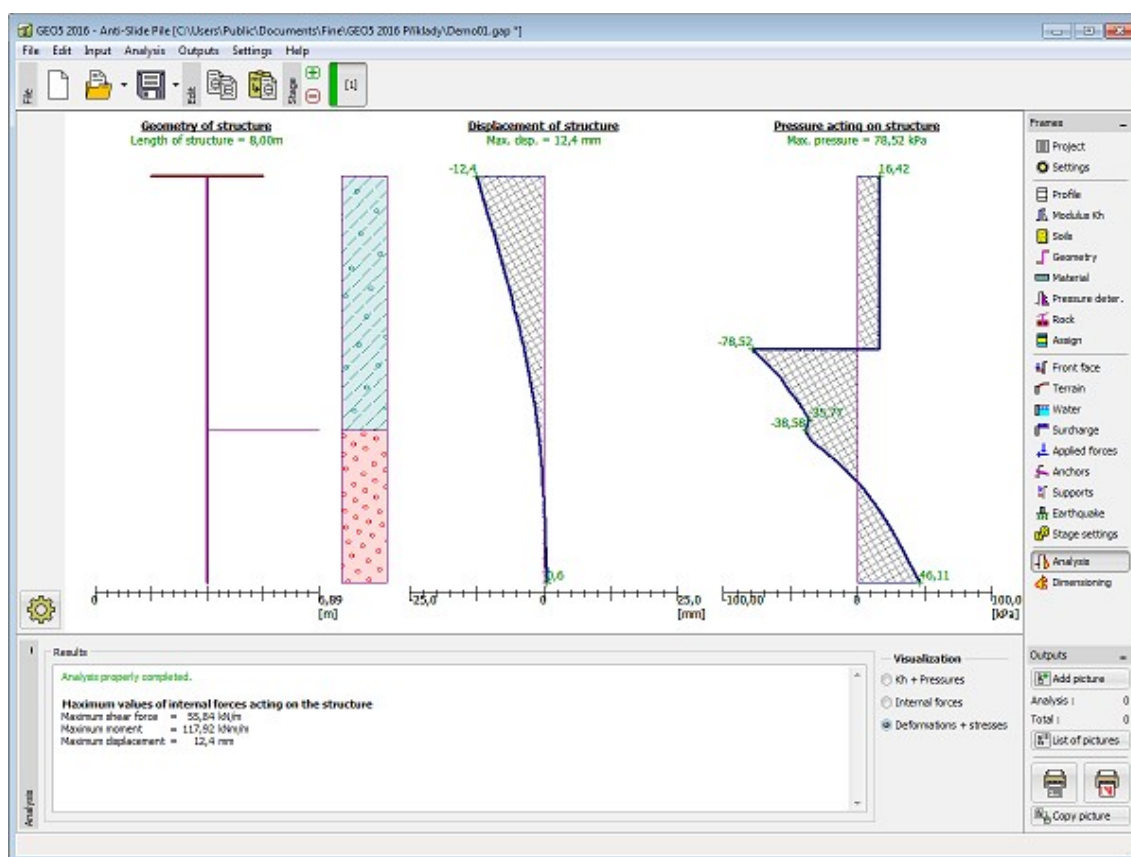 GEO5 2016 - Anti-Slide Pile [C:\Users\Public\Documents\Fine\GEO5 2016 Příklady\Demo01.gap *]
File Edit Input Analysis Outputs Settings Help
File
Edit
Stage
[1]
Geometry of structure
Length of structure = 8,00m
Displacement of structure
Max. disp. = 12,4 mm
Pressure acting on structure
Max. pressure = 78,52 kPa
-12,4
16,42
-78,52
-35,77
-38,58
0,6
46,11
0
6,89
[m]
-25,0
0
25,0
[mm]
-100,00
0
100,0
[kPa]
Frames
Project
Settings
Profile
Modulus Kh
Soils
Geometry
Material
Pressure deter.
Rock
Assign
Front face
Terrain
Water
Surcharge
Applied forces
Anchors
Supports
Earthquake
Stage settings
Analysis
Dimensioning
Analysis
Results
Analysis properly completed.
Maximum values of internal forces acting on the structure
Maximum shear force = 55,84 kN/m
Maximum moment = 117,92 kNm/m
Maximum displacement = 12,4 mm
Visualization
Kh + Pressures
Internal forces
Deformations + stresses
Outputs
Add picture
Analysis : 0
Total : 0
List of pictures
Copy picture